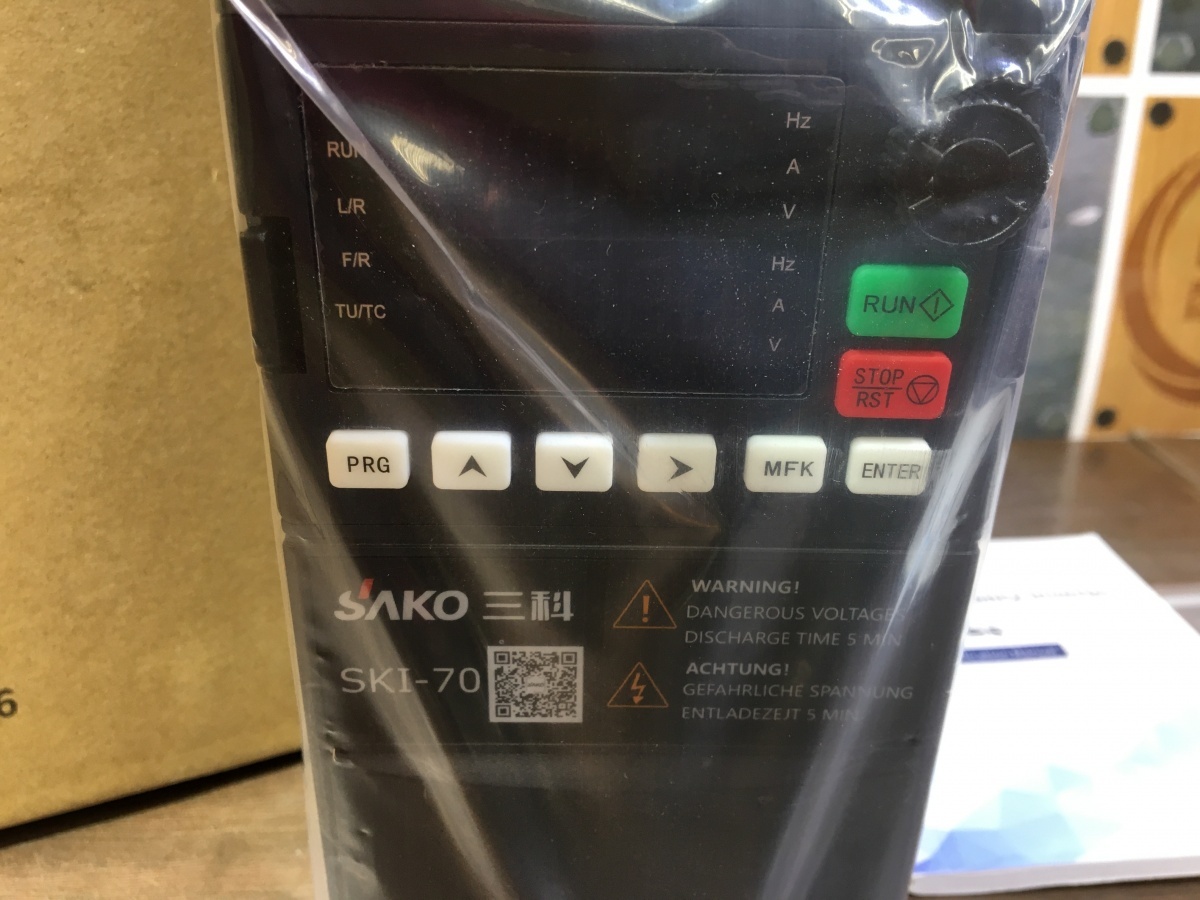 RUN
L/R
F/R
TU/TC
Hz
A
V
Hz
A
V
RUN
STOP
RST
PRG
MFK
ENTER
SAKO 三科
SKI-70
WARNING!
DANGEROUS VOLTAGES
DISCHARGE TIME 5 MIN
ACHTUNG!
GEFAHRLICHE SPANNUNG
ENTLADEZEJT 5 MIN
6